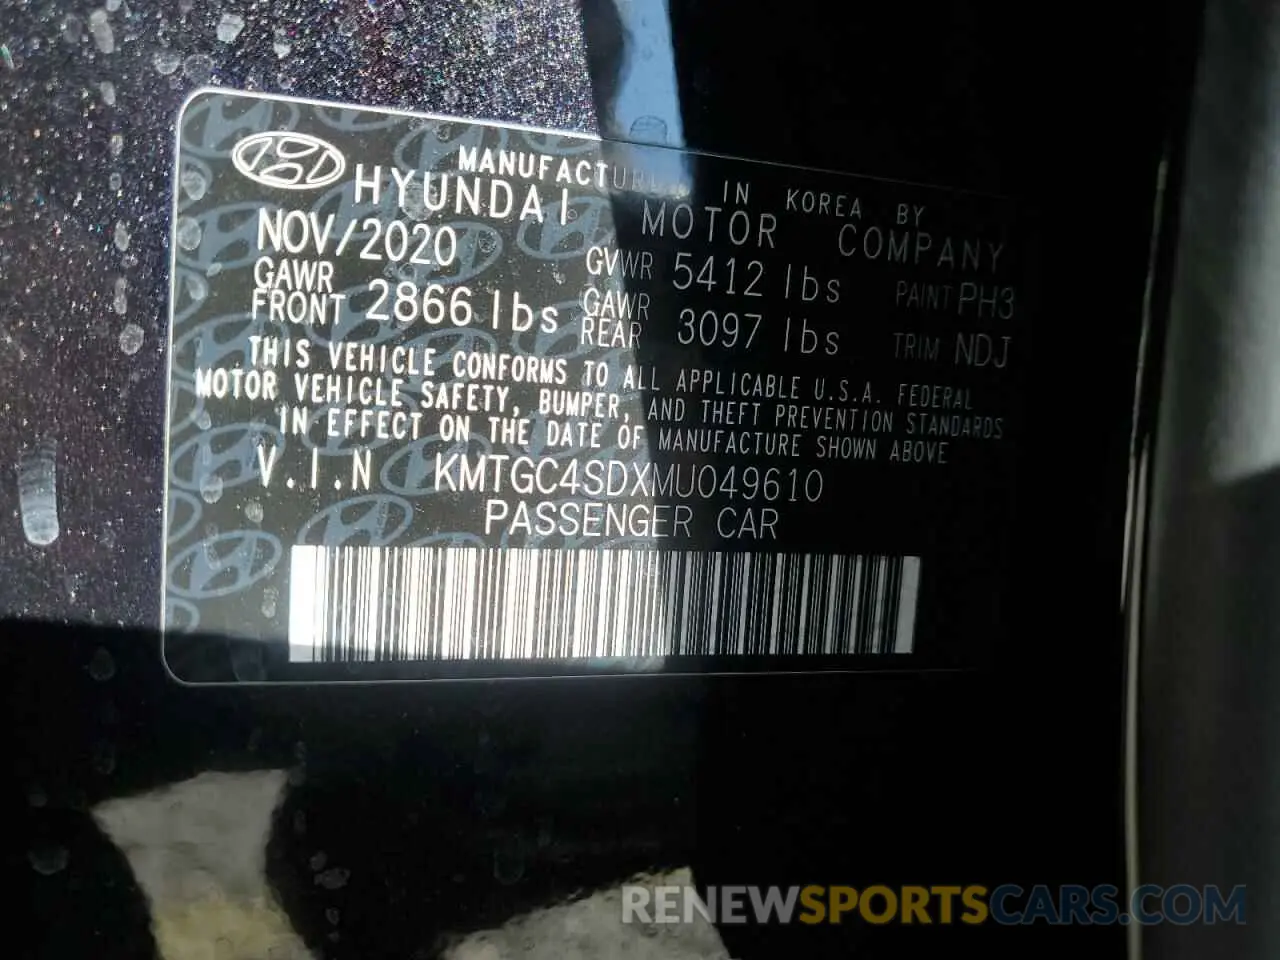 MANUFACTURED IN KOREA BY
HYUNDAI MOTOR COMPANY
NOV/2020 GVWR 5412 lbs PAINT PH3
GAWR FRONT 2866 lbs GAWR REAR 3097 lbs TRIM NDJ
THIS VEHICLE CONFORMS TO ALL APPLICABLE U.S.A. FEDERAL
MOTOR VEHICLE SAFETY, BUMPER, AND THEFT PREVENTION STANDARDS
IN EFFECT ON THE DATE OF MANUFACTURE SHOWN ABOVE
V.I.N KMTGC4SDXMU049610
PASSENGER CAR
RENEWSPORTSCARS.COM